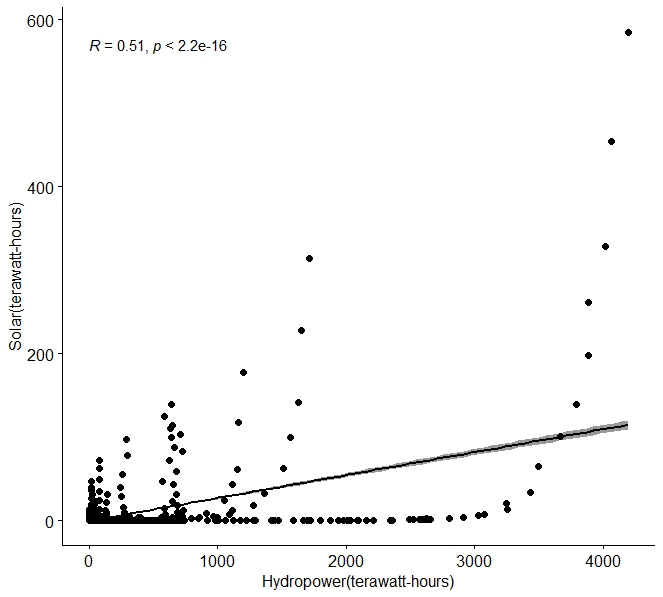 600
R = 0.51, p < 2.2e-16
400
Solar(terawatt-hours)
200
0
0 1000 2000 3000 4000
Hydropower(terawatt-hours)